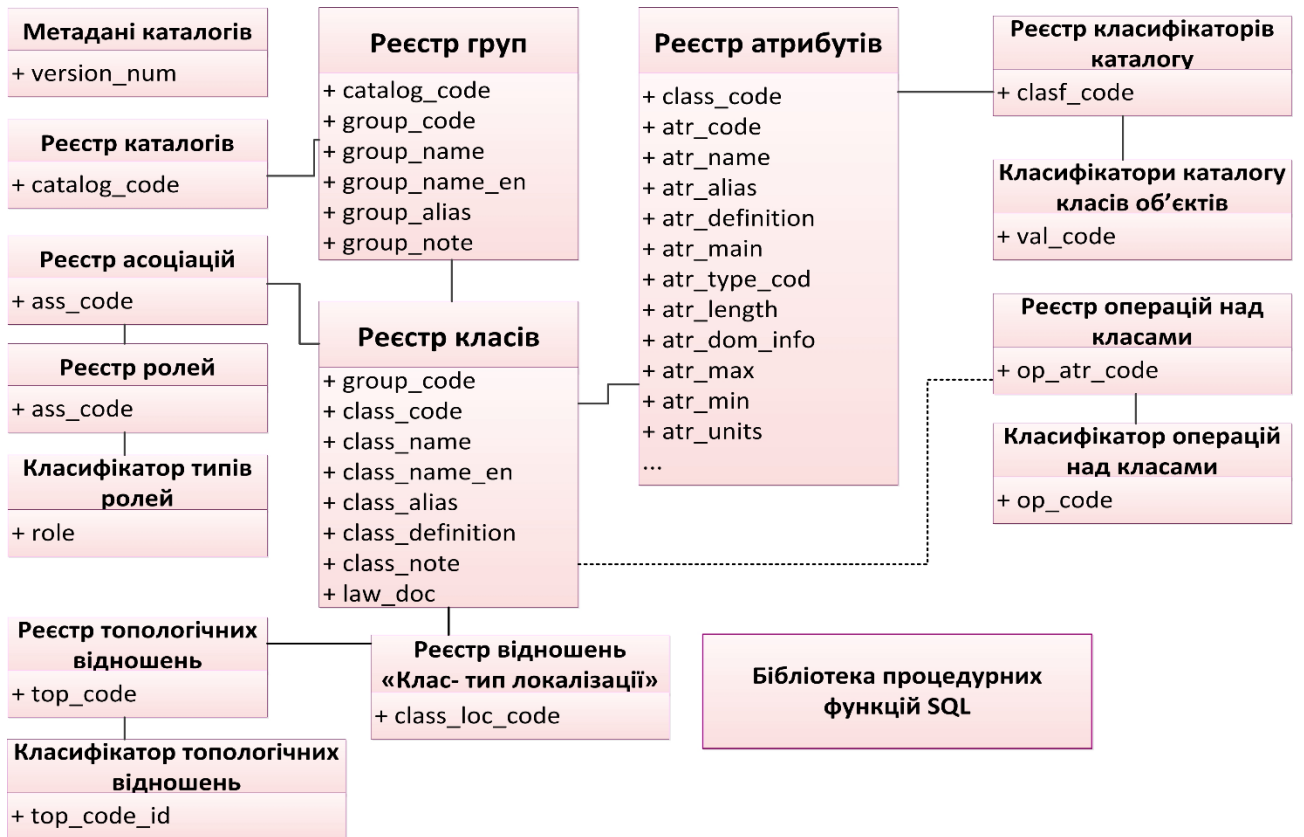 Метадані каталогів
+ version_num
Реєстр каталогів
+ catalog_code
Реєстр асоціацій
+ ass_code
Реєстр ролей
+ ass_code
Класифікатор типів
ролей
+ role
Реєстр топологічних
відношень
+ top_code
Класифікатор топологічних
відношень
+ top_code_id
Реєстр груп
+ catalog_code
+ group_code
+ group_name
+ group_name_en
+ group_alias
+ group_note
Реєстр класів
+ group_code
+ class_code
+ class_name
+ class_name_en
+ class_alias
+ class_definition
+ class_note
+ law_doc
Реєстр відношень
«Клас- тип локалізації»
+ class_loc_code
Реєстр атрибутів
+ class_code
+ atr_code
+ atr_name
+ atr_alias
+ atr_definition
+ atr_main
+ atr_type_cod
+ atr_length
+ atr_dom_info
+ atr_max
+ atr_min
+ atr_units
...
Реєстр класифікаторів
каталогу
+ clasf_code
Класифікатори каталогу
класів об’єктів
+ val_code
Реєстр операцій над
класами
+ op_atr_code
Класифікатор операцій
над класами
+ op_code
Бібліотека процедурних
функцій SQL